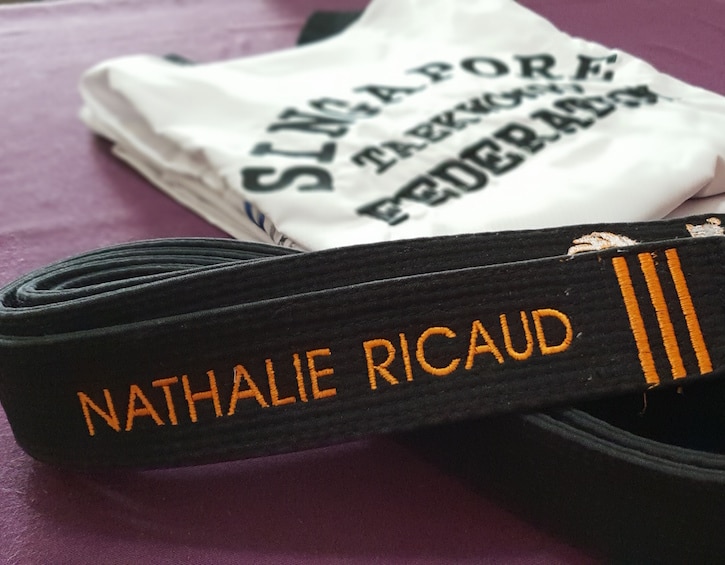 SINGAPORE
TAEKWONDO
FEDERATION
NATHALIE RICAUD